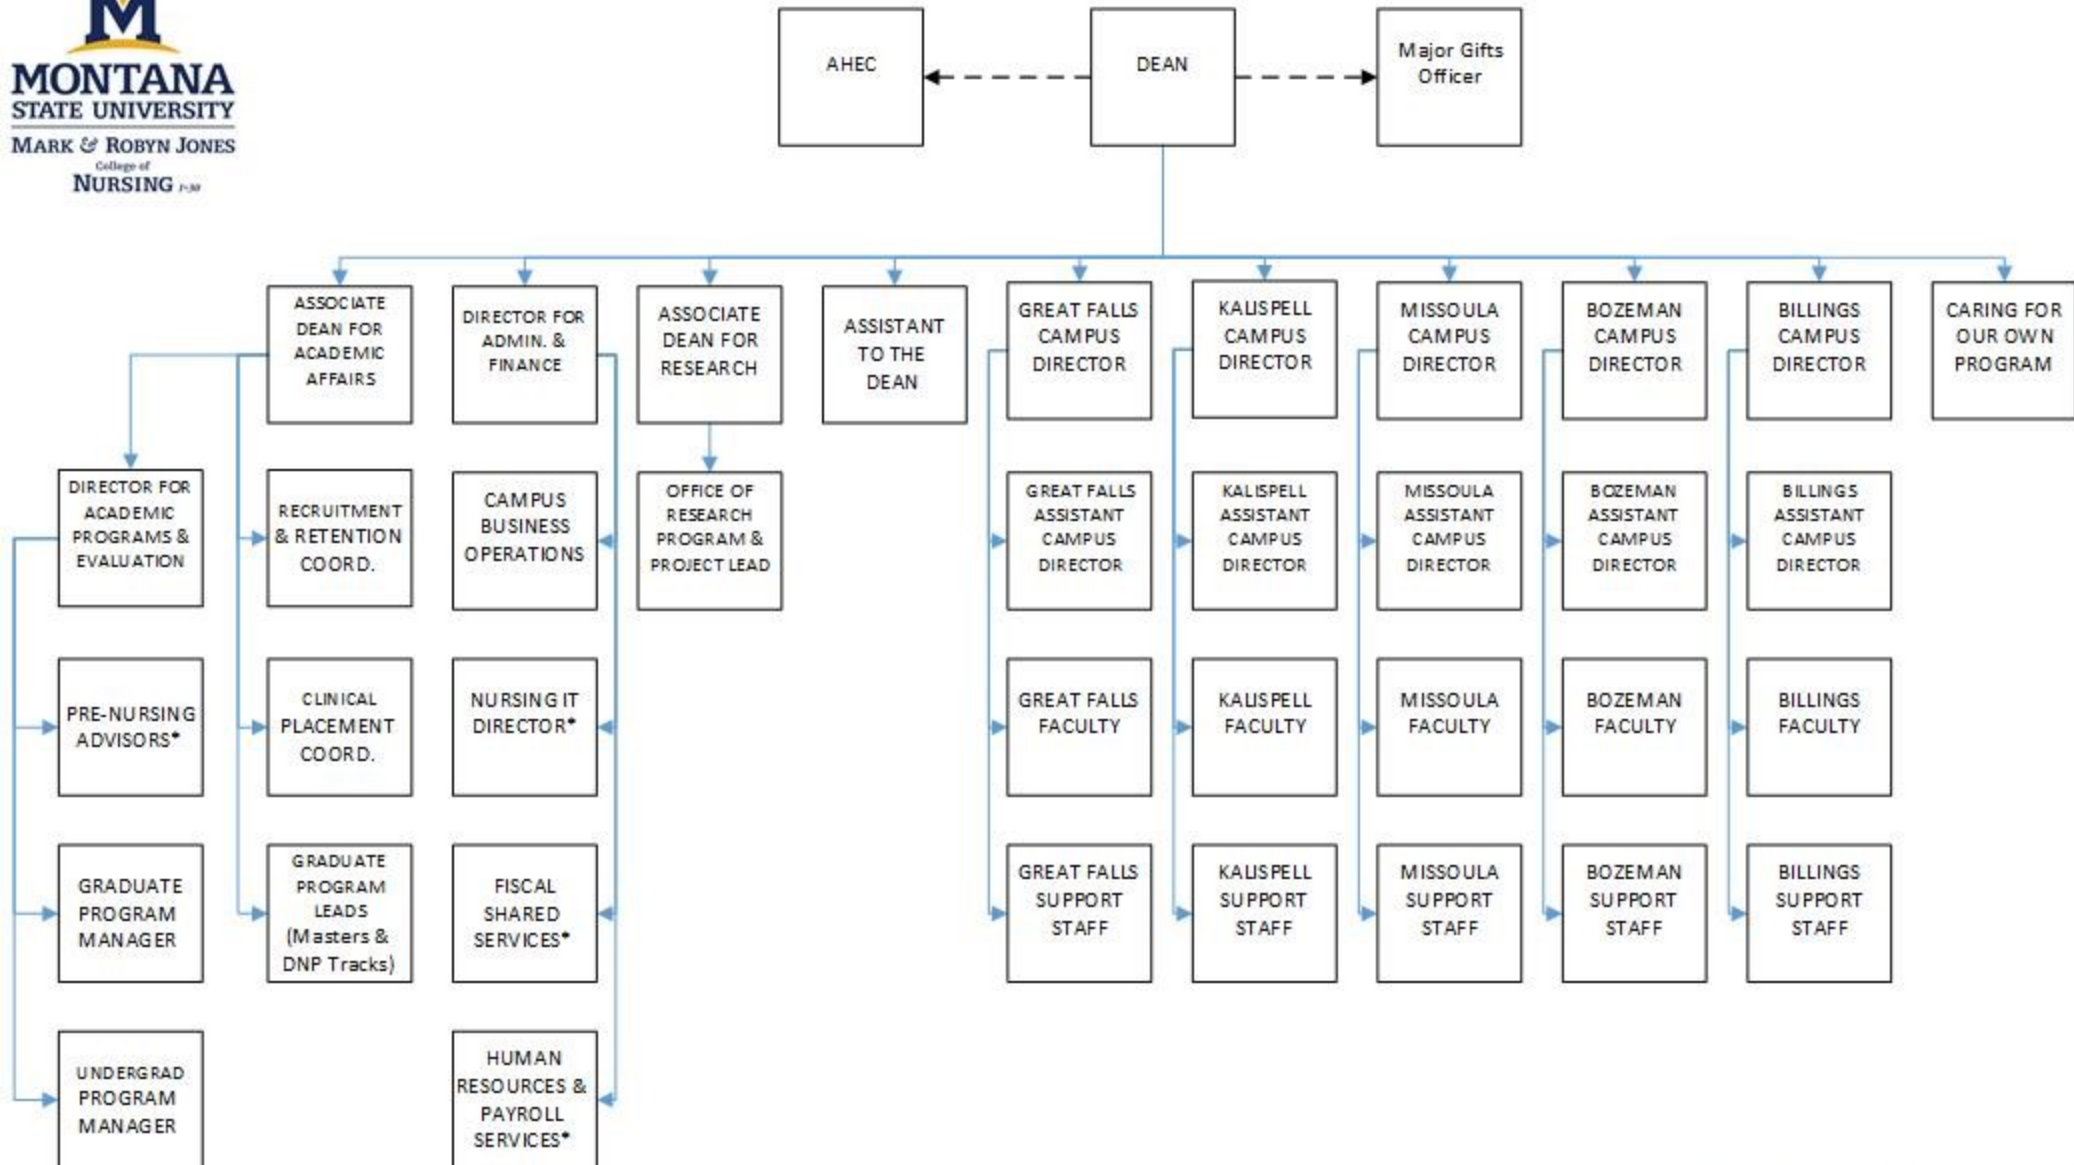 M
MONTANA
STATE UNIVERSITY
MARK & ROBYN JONES
College of
NURSING
AHEC
DEAN
Major Gifts
Officer
ASSOCIATE
DEAN FOR
ACADEMIC
AFFAIRS
DIRECTOR FOR
ADMIN. &
FINANCE
ASSOCIATE
DEAN FOR
RESEARCH
ASSISTANT
TO THE
DEAN
GREAT FALLS
CAMPUS
DIRECTOR
KALISPELL
CAMPUS
DIRECTOR
MISSOULA
CAMPUS
DIRECTOR
BOZEMAN
CAMPUS
DIRECTOR
BILLINGS
CAMPUS
DIRECTOR
CARING FOR
OUR OWN
PROGRAM
DIRECTOR FOR
ACADEMIC
PROGRAMS &
EVALUATION
RECRUITMENT
& RETENTION
COORD.
CAMPUS
BUSINESS
OPERATIONS
OFFICE OF
RESEARCH
PROGRAM &
PROJECT LEAD
GREAT FALLS
ASSISTANT
CAMPUS
DIRECTOR
KALISPELL
ASSISTANT
CAMPUS
DIRECTOR
MISSOULA
ASSISTANT
CAMPUS
DIRECTOR
BOZEMAN
ASSISTANT
CAMPUS
DIRECTOR
BILLINGS
ASSISTANT
CAMPUS
DIRECTOR
PRE-NURSING
ADVISORS*
CLINICAL
PLACEMENT
COORD.
NURSING IT
DIRECTOR*
GREAT FALLS
FACULTY
KALISPELL
FACULTY
MISSOULA
FACULTY
BOZEMAN
FACULTY
BILLINGS
FACULTY
GRADUATE
PROGRAM
MANAGER
GRADUATE
PROGRAM
LEADS
(Masters &
DNP Tracks)
FISCAL
SHARED
SERVICES*
GREAT FALLS
SUPPORT
STAFF
KALISPELL
SUPPORT
STAFF
MISSOULA
SUPPORT
STAFF
BOZEMAN
SUPPORT
STAFF
BILLINGS
SUPPORT
STAFF
UNDERGRAD
PROGRAM
MANAGER
HUMAN
RESOURCES &
PAYROLL
SERVICES*